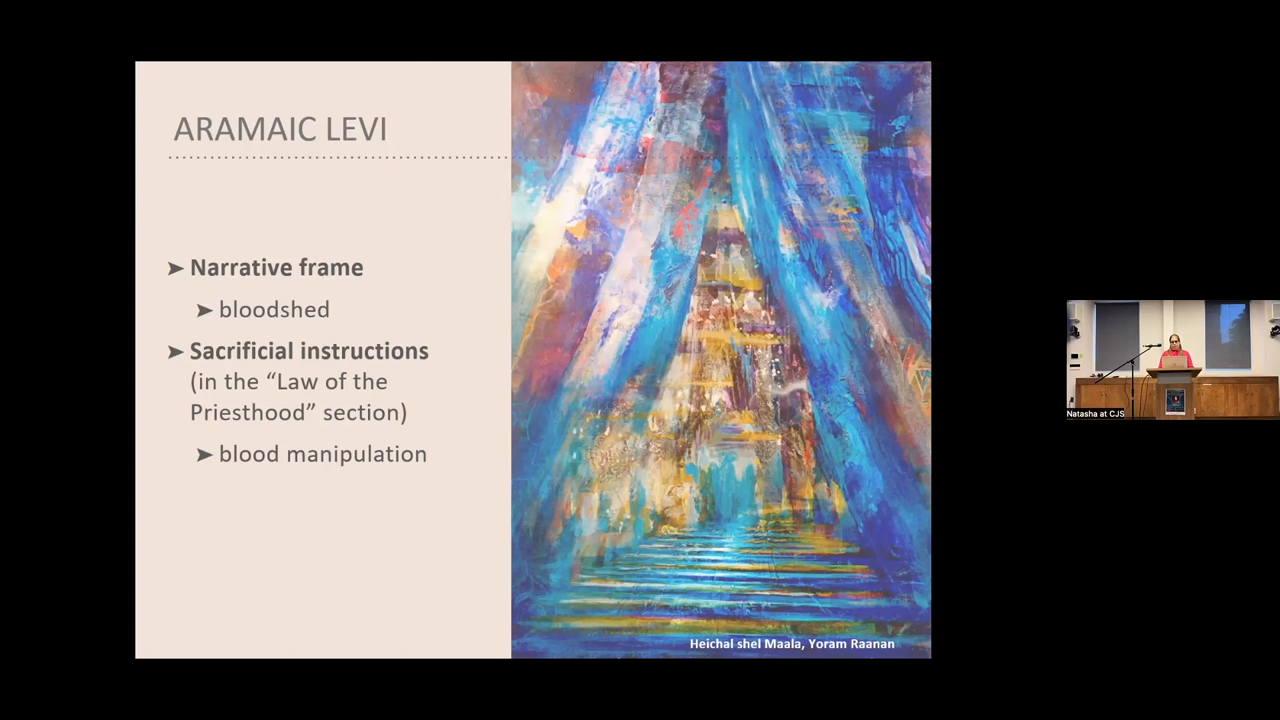 ARAMAIC LEVI
➤ Narrative frame
➤ bloodshed
➤ Sacrificial instructions
(in the “Law of the
Priesthood” section)
➤ blood manipulation
Heichal shel Maala, Yoram Raanan
Natasha at CJS